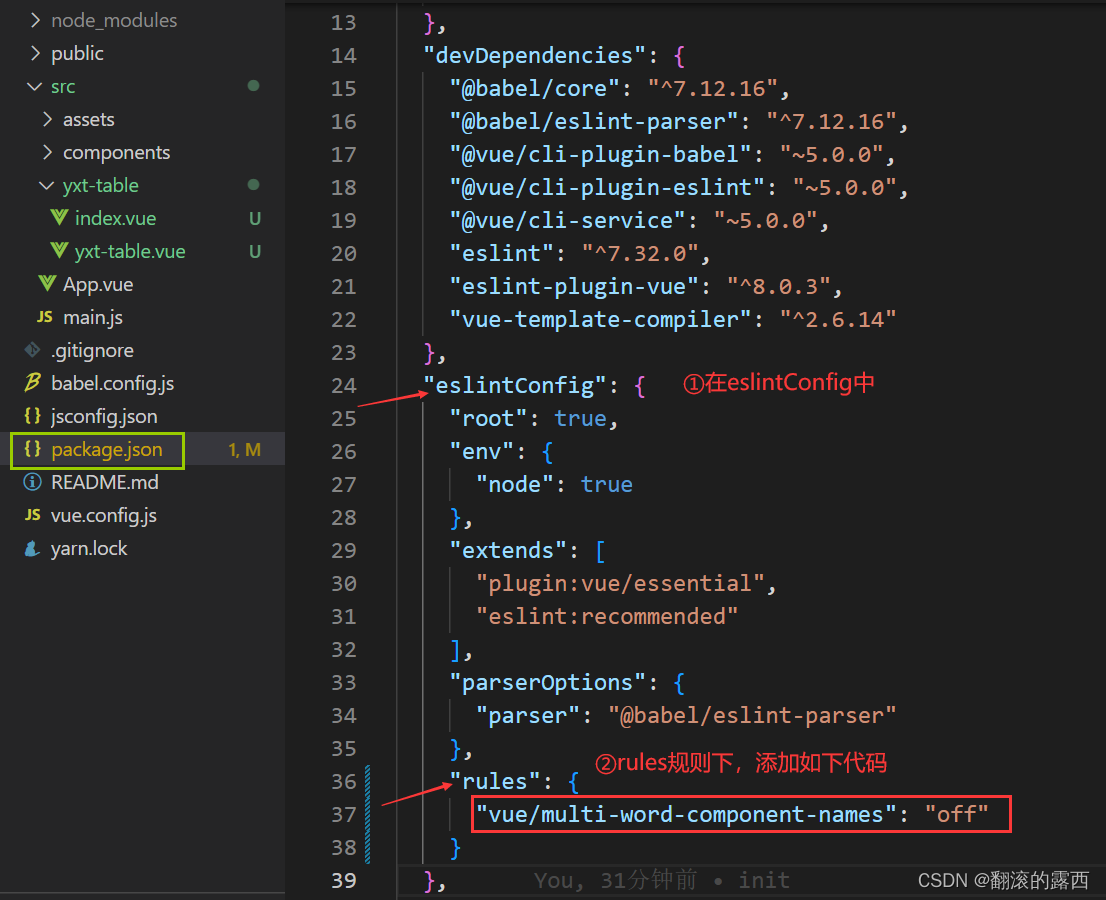 node_modules
public
src
assets
components
yxt-table
index.vue U
yxt-table.vue U
App.vue
JS main.js
.gitignore
babel.config.js
{} jsconfig.json
{} package.json 1, M
README.md
JS vue.config.js
yarn.lock
13 },
14 "devDependencies": {
15 "@babel/core": "^7.12.16",
16 "@babel/eslint-parser": "^7.12.16",
17 "@vue/cli-plugin-babel": "~5.0.0",
18 "@vue/cli-plugin-eslint": "~5.0.0",
19 "@vue/cli-service": "~5.0.0",
20 "eslint": "^7.32.0",
21 "eslint-plugin-vue": "^8.0.3",
22 "vue-template-compiler": "^2.6.14"
23 },
24 "eslintConfig": { ①在eslintConfig中
25 "root": true,
26 "env": {
27 "node": true
28 },
29 "extends": [
30 "plugin:vue/essential",
31 "eslint:recommended"
32 ],
33 "parserOptions": {
34 "parser": "@babel/eslint-parser"
35 },
②rules规则下，添加如下代码
36 "rules": {
37 "vue/multi-word-component-names": "off"
38 }
39 }, You, 31分钟前 • init
CSDN @翻滚的露西